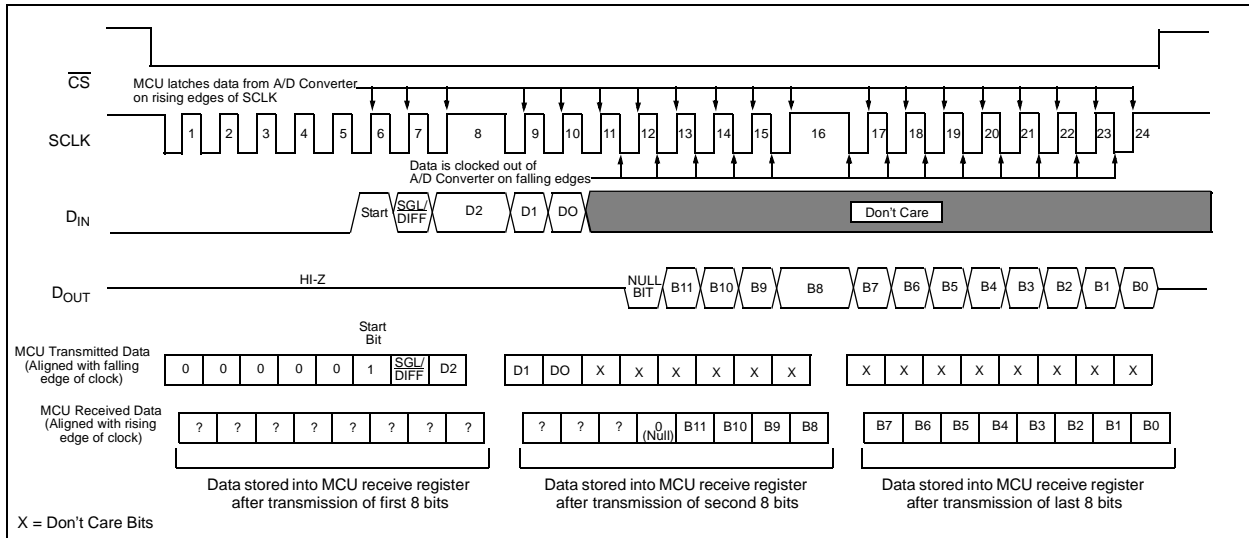 CS
MCU latches data from A/D Converter
on rising edges of SCLK
SCLK
1 2 3 4 5 6 7 8 9 10 11 12 13 14 15 16 17 18 19 20 21 22 23 24
Data is clocked out of
A/D Converter on falling edges
DIN
Start SGL/DIFF D2 D1 DO Don't Care
DOUT
HI-Z
NULL BIT B11 B10 B9 B8 B7 B6 B5 B4 B3 B2 B1 B0
Start
Bit
MCU Transmitted Data
(Aligned with falling
edge of clock)
0 0 0 0 0 1 SGL/DIFF D2 D1 DO X X X X X X X X X X X X X X
MCU Received Data
(Aligned with rising
edge of clock)
? ? ? ? ? ? ? ? ? ? ? 0 (Null) B11 B10 B9 B8 B7 B6 B5 B4 B3 B2 B1 B0
Data stored into MCU receive register
after transmission of first 8 bits
Data stored into MCU receive register
after transmission of second 8 bits
Data stored into MCU receive register
after transmission of last 8 bits
X = Don't Care Bits